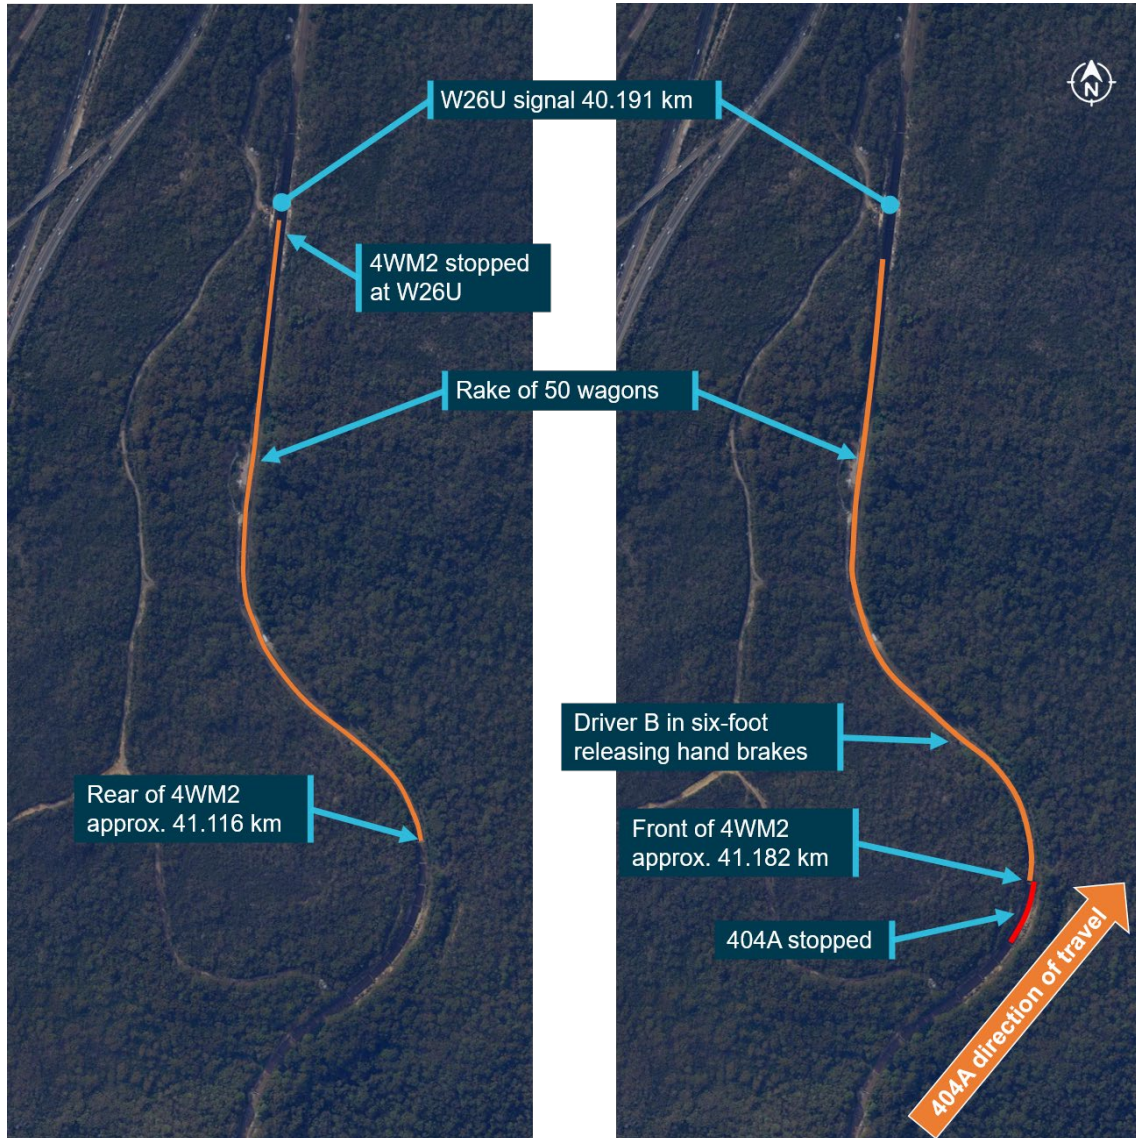 W26U signal 40.191 km
N
4WM2 stopped
at W26U
Rake of 50 wagons
Driver B in six-foot
releasing hand brakes
Rear of 4WM2
approx. 41.116 km
Front of 4WM2
approx. 41.182 km
404A stopped
404A direction of travel